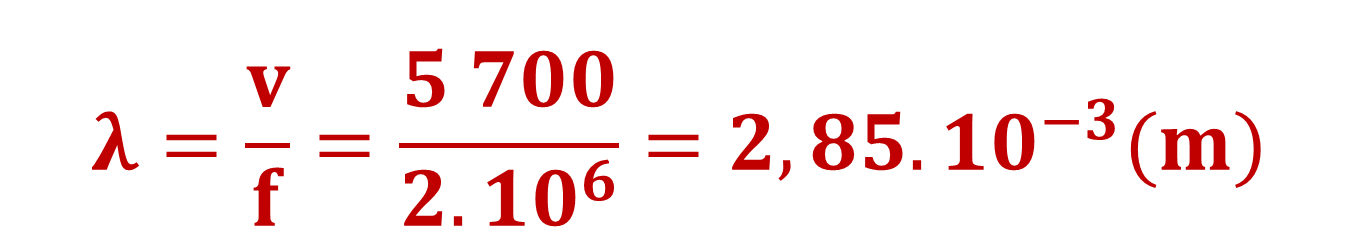 λ = v/f = 5 700/2. 10⁶ = 2, 85. 10⁻³(m)